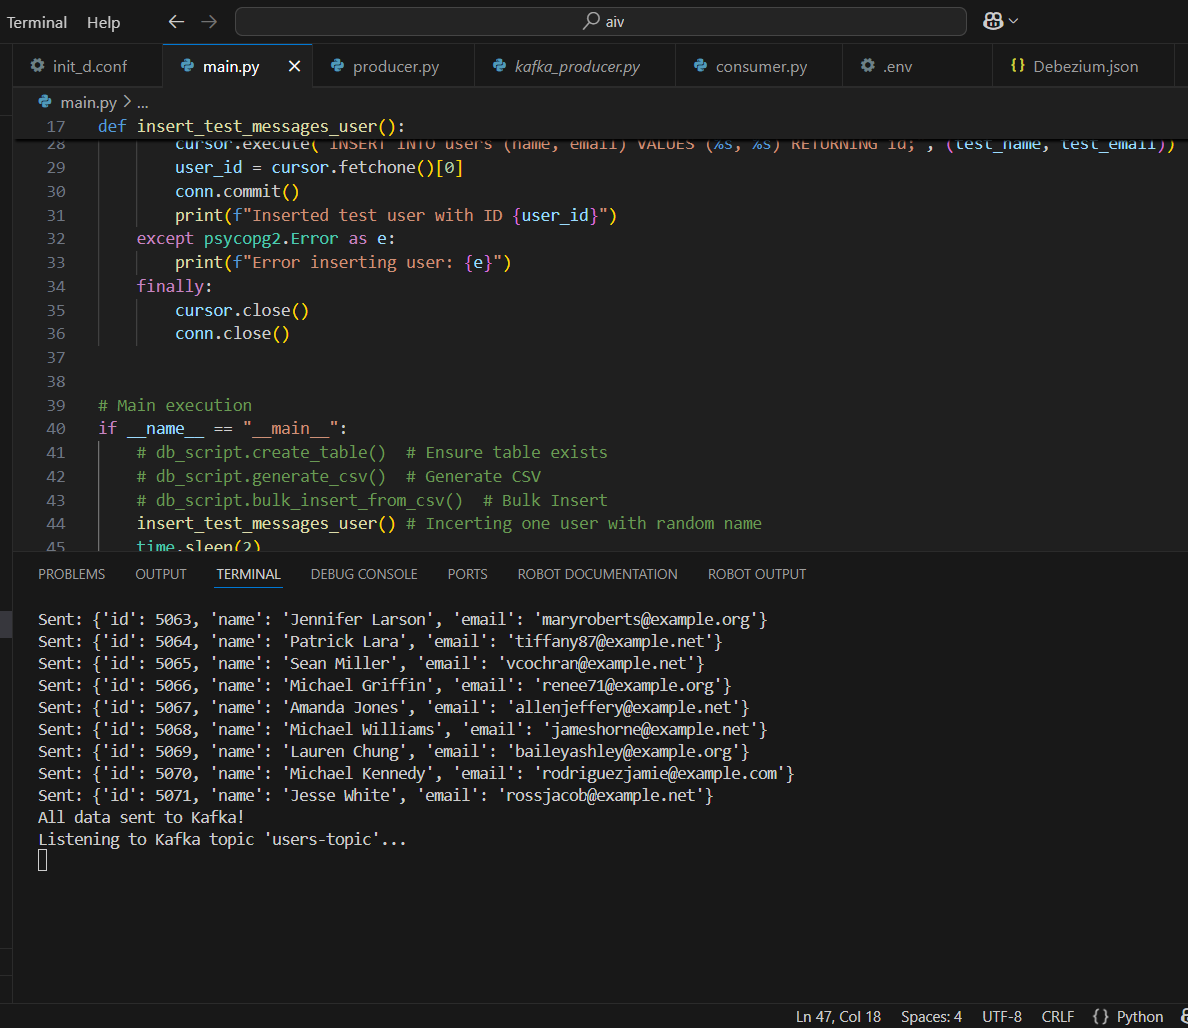 Terminal Help aiv
init_d.conf main.py producer.py kafka_producer.py consumer.py .env {} Debezium.json
main.py > ...
17 def insert_test_messages_user():
28 cursor.execute("INSERT INTO users (name, email) VALUES (%s, %s) RETURNING id;", (test_name, test_email))
29 user_id = cursor.fetchone()[0]
30 conn.commit()
31 print(f"Inserted test user with ID {user_id}")
32 except psycopg2.Error as e:
33 print(f"Error inserting user: {e}")
34 finally:
35 cursor.close()
36 conn.close()
37
38
39 # Main execution
40 if __name__ == "__main__":
41 # db_script.create_table() # Ensure table exists
42 # db_script.generate_csv() # Generate CSV
43 # db_script.bulk_insert_from_csv() # Bulk Insert
44 insert_test_messages_user() # Incerting one user with random name
45 time.sleep(2)
PROBLEMS OUTPUT TERMINAL DEBUG CONSOLE PORTS ROBOT DOCUMENTATION ROBOT OUTPUT
Sent: {'id': 5063, 'name': 'Jennifer Larson', 'email': 'maryroberts@example.org'}
Sent: {'id': 5064, 'name': 'Patrick Lara', 'email': 'tiffany87@example.net'}
Sent: {'id': 5065, 'name': 'Sean Miller', 'email': 'vcochran@example.net'}
Sent: {'id': 5066, 'name': 'Michael Griffin', 'email': 'renee71@example.org'}
Sent: {'id': 5067, 'name': 'Amanda Jones', 'email': 'allenjeffery@example.net'}
Sent: {'id': 5068, 'name': 'Michael Williams', 'email': 'jameshorne@example.net'}
Sent: {'id': 5069, 'name': 'Lauren Chung', 'email': 'baileyashley@example.org'}
Sent: {'id': 5070, 'name': 'Michael Kennedy', 'email': 'rodriguezjamie@example.com'}
Sent: {'id': 5071, 'name': 'Jesse White', 'email': 'rossjacob@example.net'}
All data sent to Kafka!
Listening to Kafka topic 'users-topic'...
Ln 47, Col 18 Spaces: 4 UTF-8 CRLF {} Python